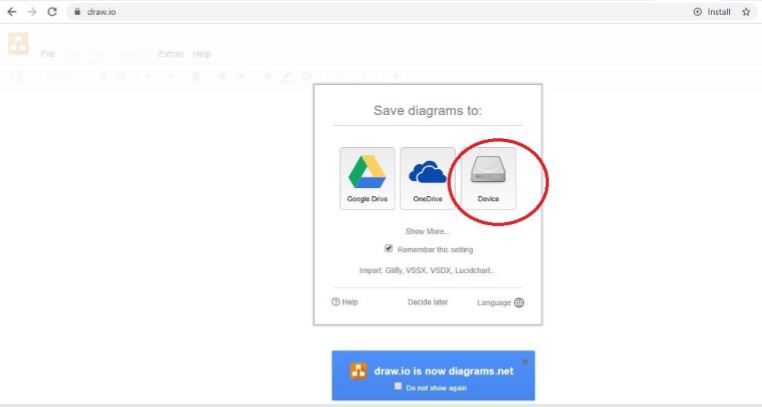 draw.io
Install
File Extras Help
Save diagrams to:
Google Drive OneDrive Device
Show More...
Remember this setting
Import: Gliffy, VSSX, VSDX, Lucidchart...
Help Decide later Language
draw.io is now diagrams.net
Do not show again